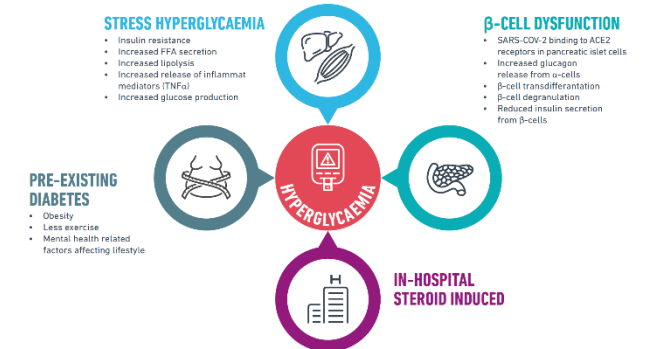 STRESS HYPERGLYCAEMIA
• Insulin resistance
• Increased FFA secretion
• Increased lipolysis
• Increased release of inflammat
mediators (TNFα)
• Increased glucose production
β-CELL DYSFUNCTION
• SARS-COV-2 binding to ACE2
receptors in pancreatic islet cells
• Increased glucagon
release from α-cells
• β-cell transdifferantation
• β-cell degranulation
• Reduced insulin secretion
from β-cells
HYPERGLYCAEMIA
PRE-EXISTING
DIABETES
• Obesity
• Less exercise
• Mental health related
factors affecting lifestyle
H
IN-HOSPITAL
STEROID INDUCED